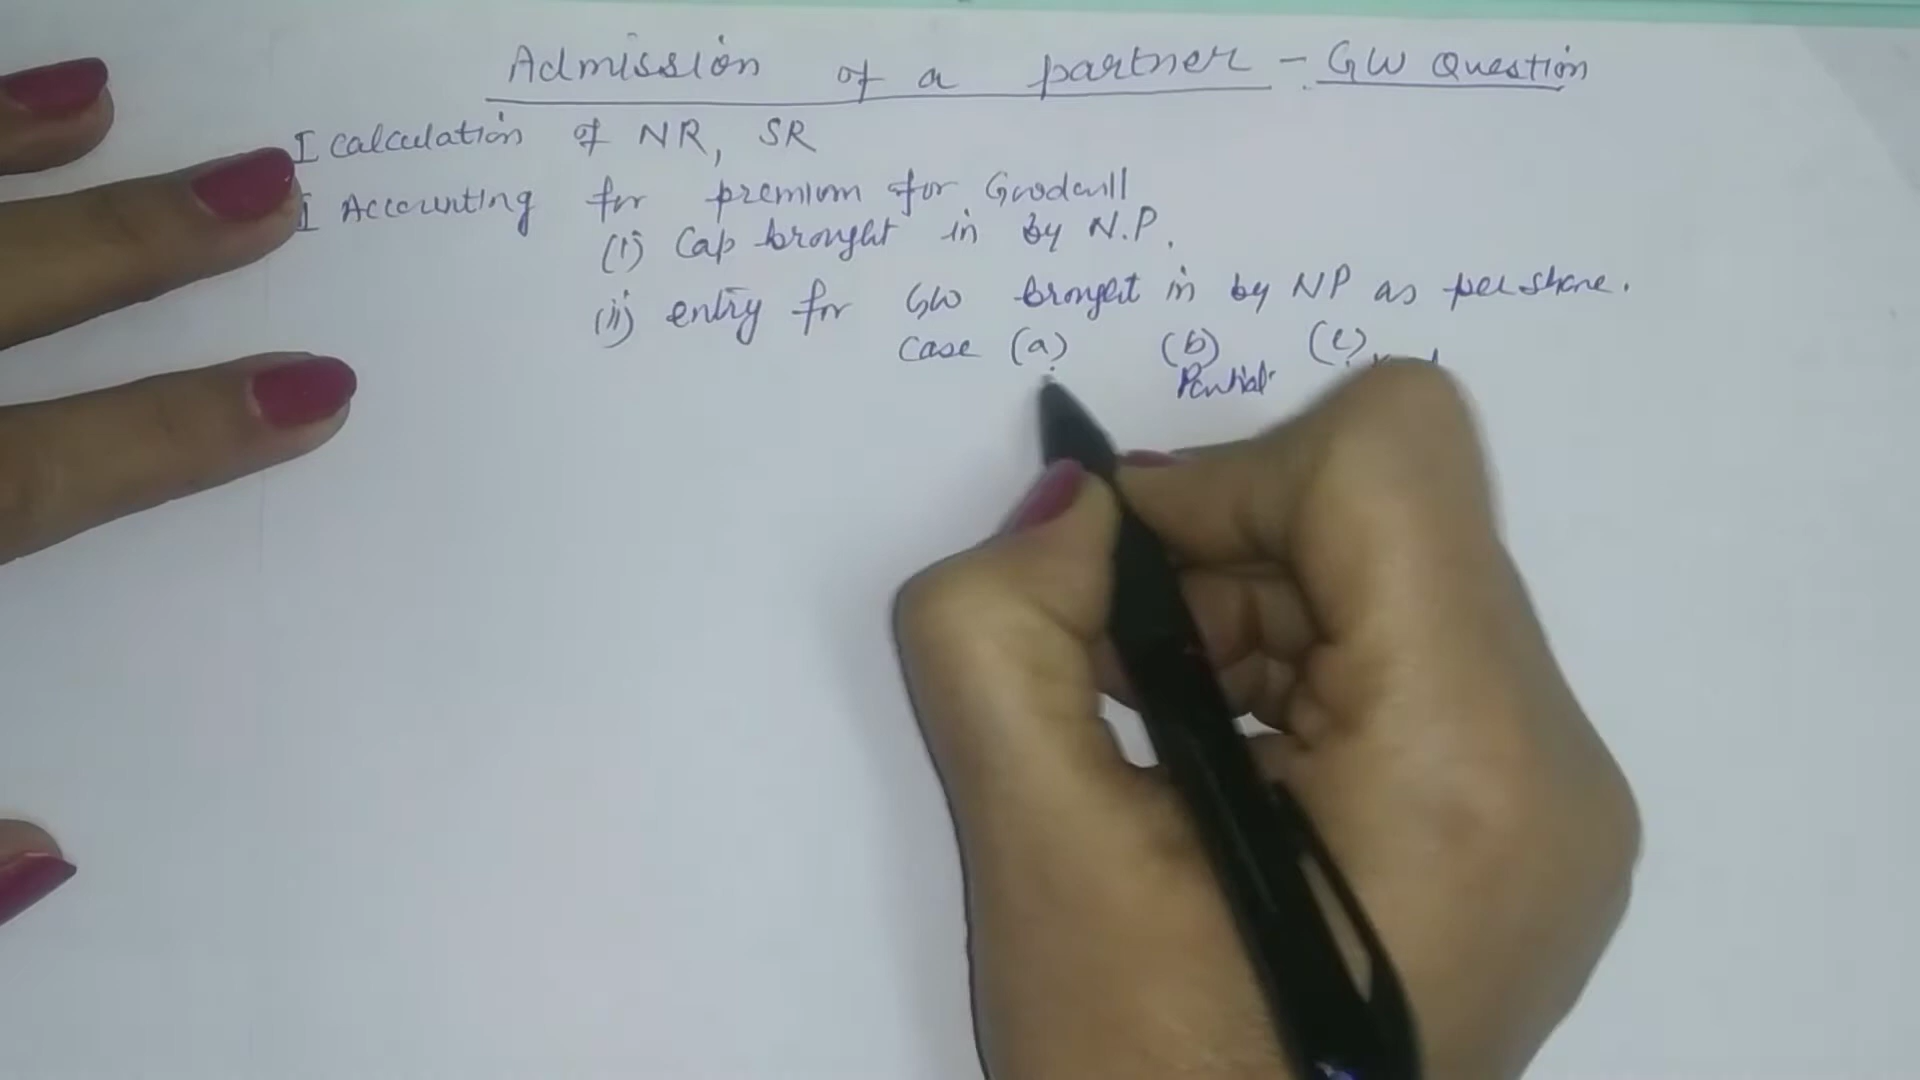 Admission of a partner - GW Question
I Calculation of NR, SR
I Accounting for premium for Goodwill
(i) Cap brought in by N.P.
(ii) entry for GW brought in by NP as per share.
Case (a) (b) (c)
Partial